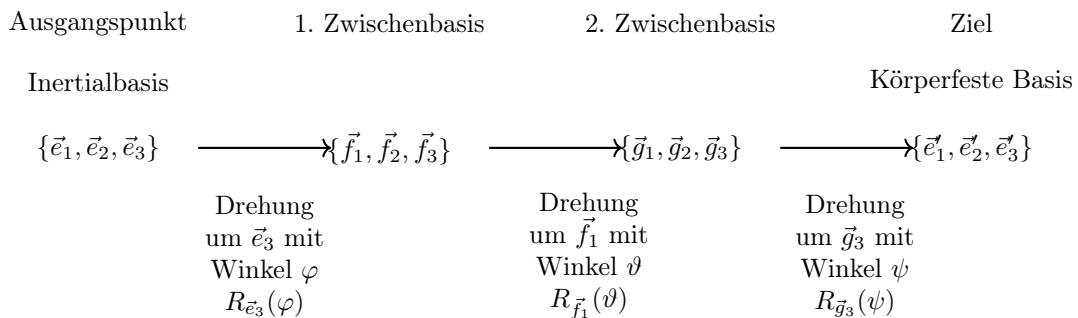 Ausgangspunkt 1. Zwischenbasis 2. Zwischenbasis Ziel
Inertialbasis Körperfeste Basis
{e⃗₁, e⃗₂, e⃗₃} {f⃗₁, f⃗₂, f⃗₃} {g⃗₁, g⃗₂, g⃗₃} {e⃗′₁, e⃗′₂, e⃗′₃}
Drehung
um e⃗₃ mit
Winkel φ
R_{e⃗₃}(φ)
Drehung
um f⃗₁ mit
Winkel ϑ
R_{f⃗₁}(ϑ)
Drehung
um g⃗₃ mit
Winkel ψ
R_{g⃗₃}(ψ)